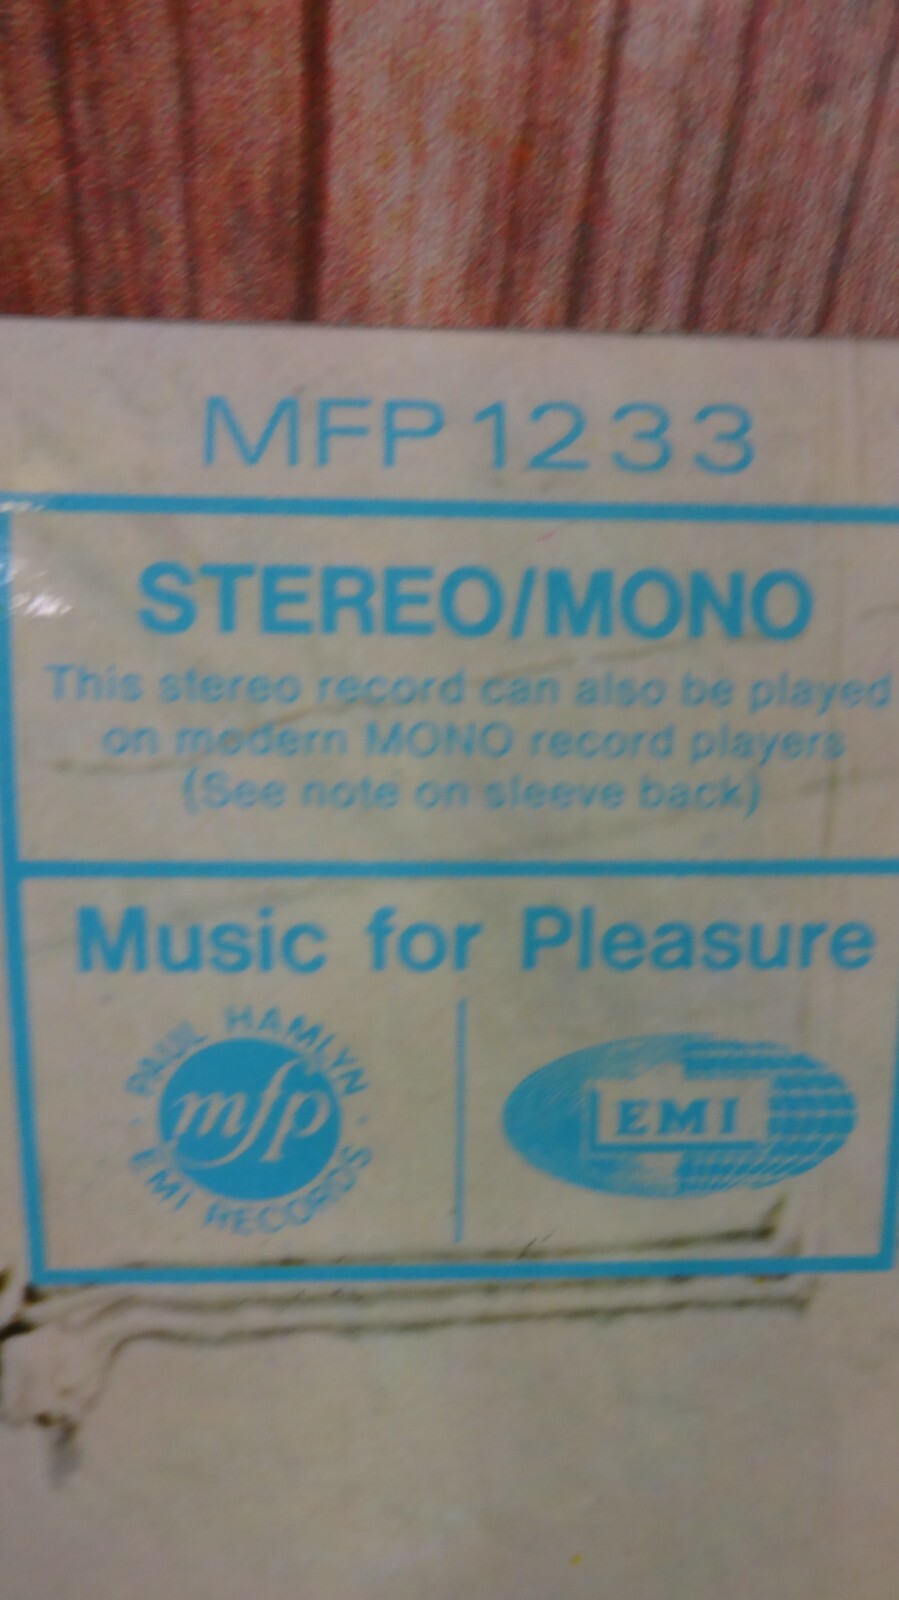 MFP 1233
STEREO/MONO
This stereo record can also be played
on modern MONO record players
(See note on sleeve back)
Music for Pleasure
PAUL HAMLYN
mfp
EMI RECORDS
EMI